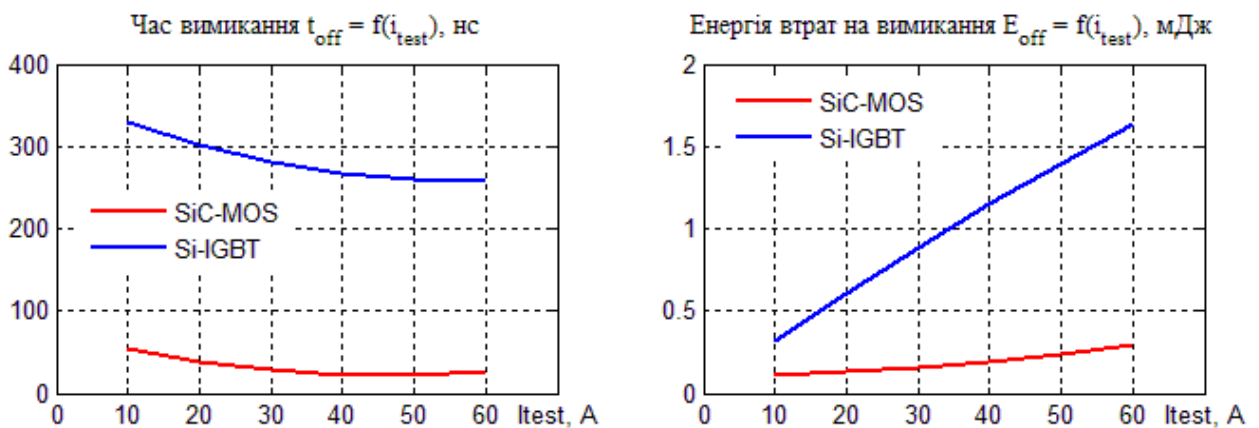 Час вимикання t_off = f(i_test), нс
400
300
200
100
0
SiC-MOS
Si-IGBT
0 10 20 30 40 50 60 Itest, A
Енергія втрат на вимикання E_off = f(i_test), мДж
2
1.5
1
0.5
0
SiC-MOS
Si-IGBT
0 10 20 30 40 50 60 Itest, A